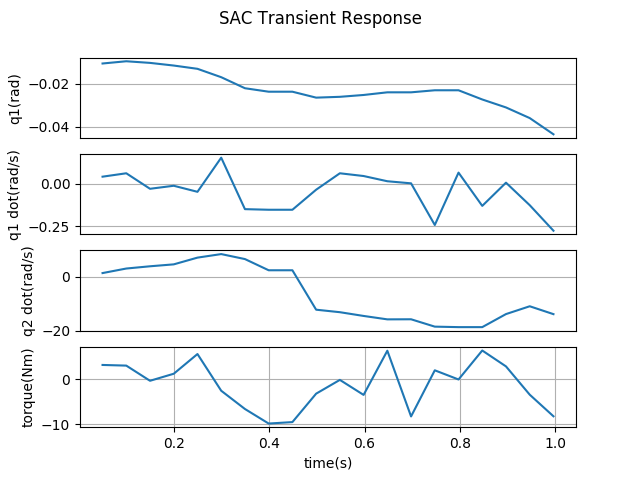 SAC Transient Response
q1(rad)
−0.02
−0.04
q1 dot(rad/s)
0.00
−0.25
q2 dot(rad/s)
0
−20
torque(Nm)
0
−10
0.2 0.4 0.6 0.8 1.0
time(s)